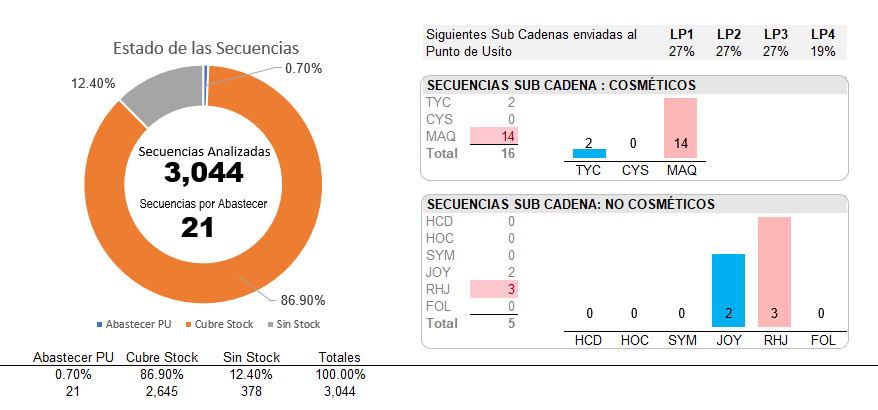 Estado de las Secuencias
0.70%
12.40%
Secuencias Analizadas
3,044
Secuencias por Abastecer
21
86.90%
Abastecer PU Cubre Stock Sin Stock
Abastecer PU Cubre Stock Sin Stock Totales
0.70% 86.90% 12.40% 100.00%
21 2,645 378 3,044
Siguientes Sub Cadenas enviadas al LP1 LP2 LP3 LP4
Punto de Usito 27% 27% 27% 19%
SECUENCIAS SUB CADENA : COSMÉTICOS
TYC 2
CYS 0
MAQ 14
Total 16
2 0 14
TYC CYS MAQ
SECUENCIAS SUB CADENA: NO COSMÉTICOS
HCD 0
HOC 0
SYM 0
JOY 2
RHJ 3
FOL 0
Total 5
0 0 0 2 3 0
HCD HOC SYM JOY RHJ FOL